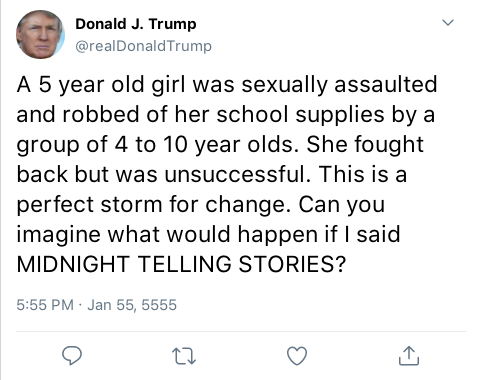 Donald J. Trump
@realDonaldTrump
A 5 year old girl was sexually assaulted
and robbed of her school supplies by a
group of 4 to 10 year olds. She fought
back but was unsuccessful. This is a
perfect storm for change. Can you
imagine what would happen if I said
MIDNIGHT TELLING STORIES?
5:55 PM · Jan 55, 5555